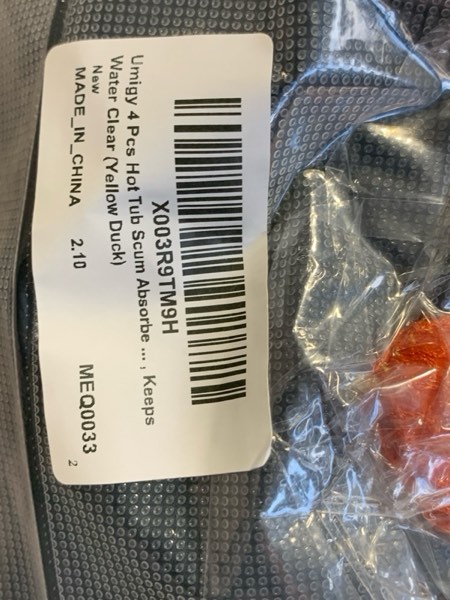 X003R9TM9H
Umigy 4 Pcs Hot Tub Scum Absorbe ... , Keeps
Water Clear (Yellow Duck)
New
MADE_IN_CHINA 2.10 MEQ0033
2